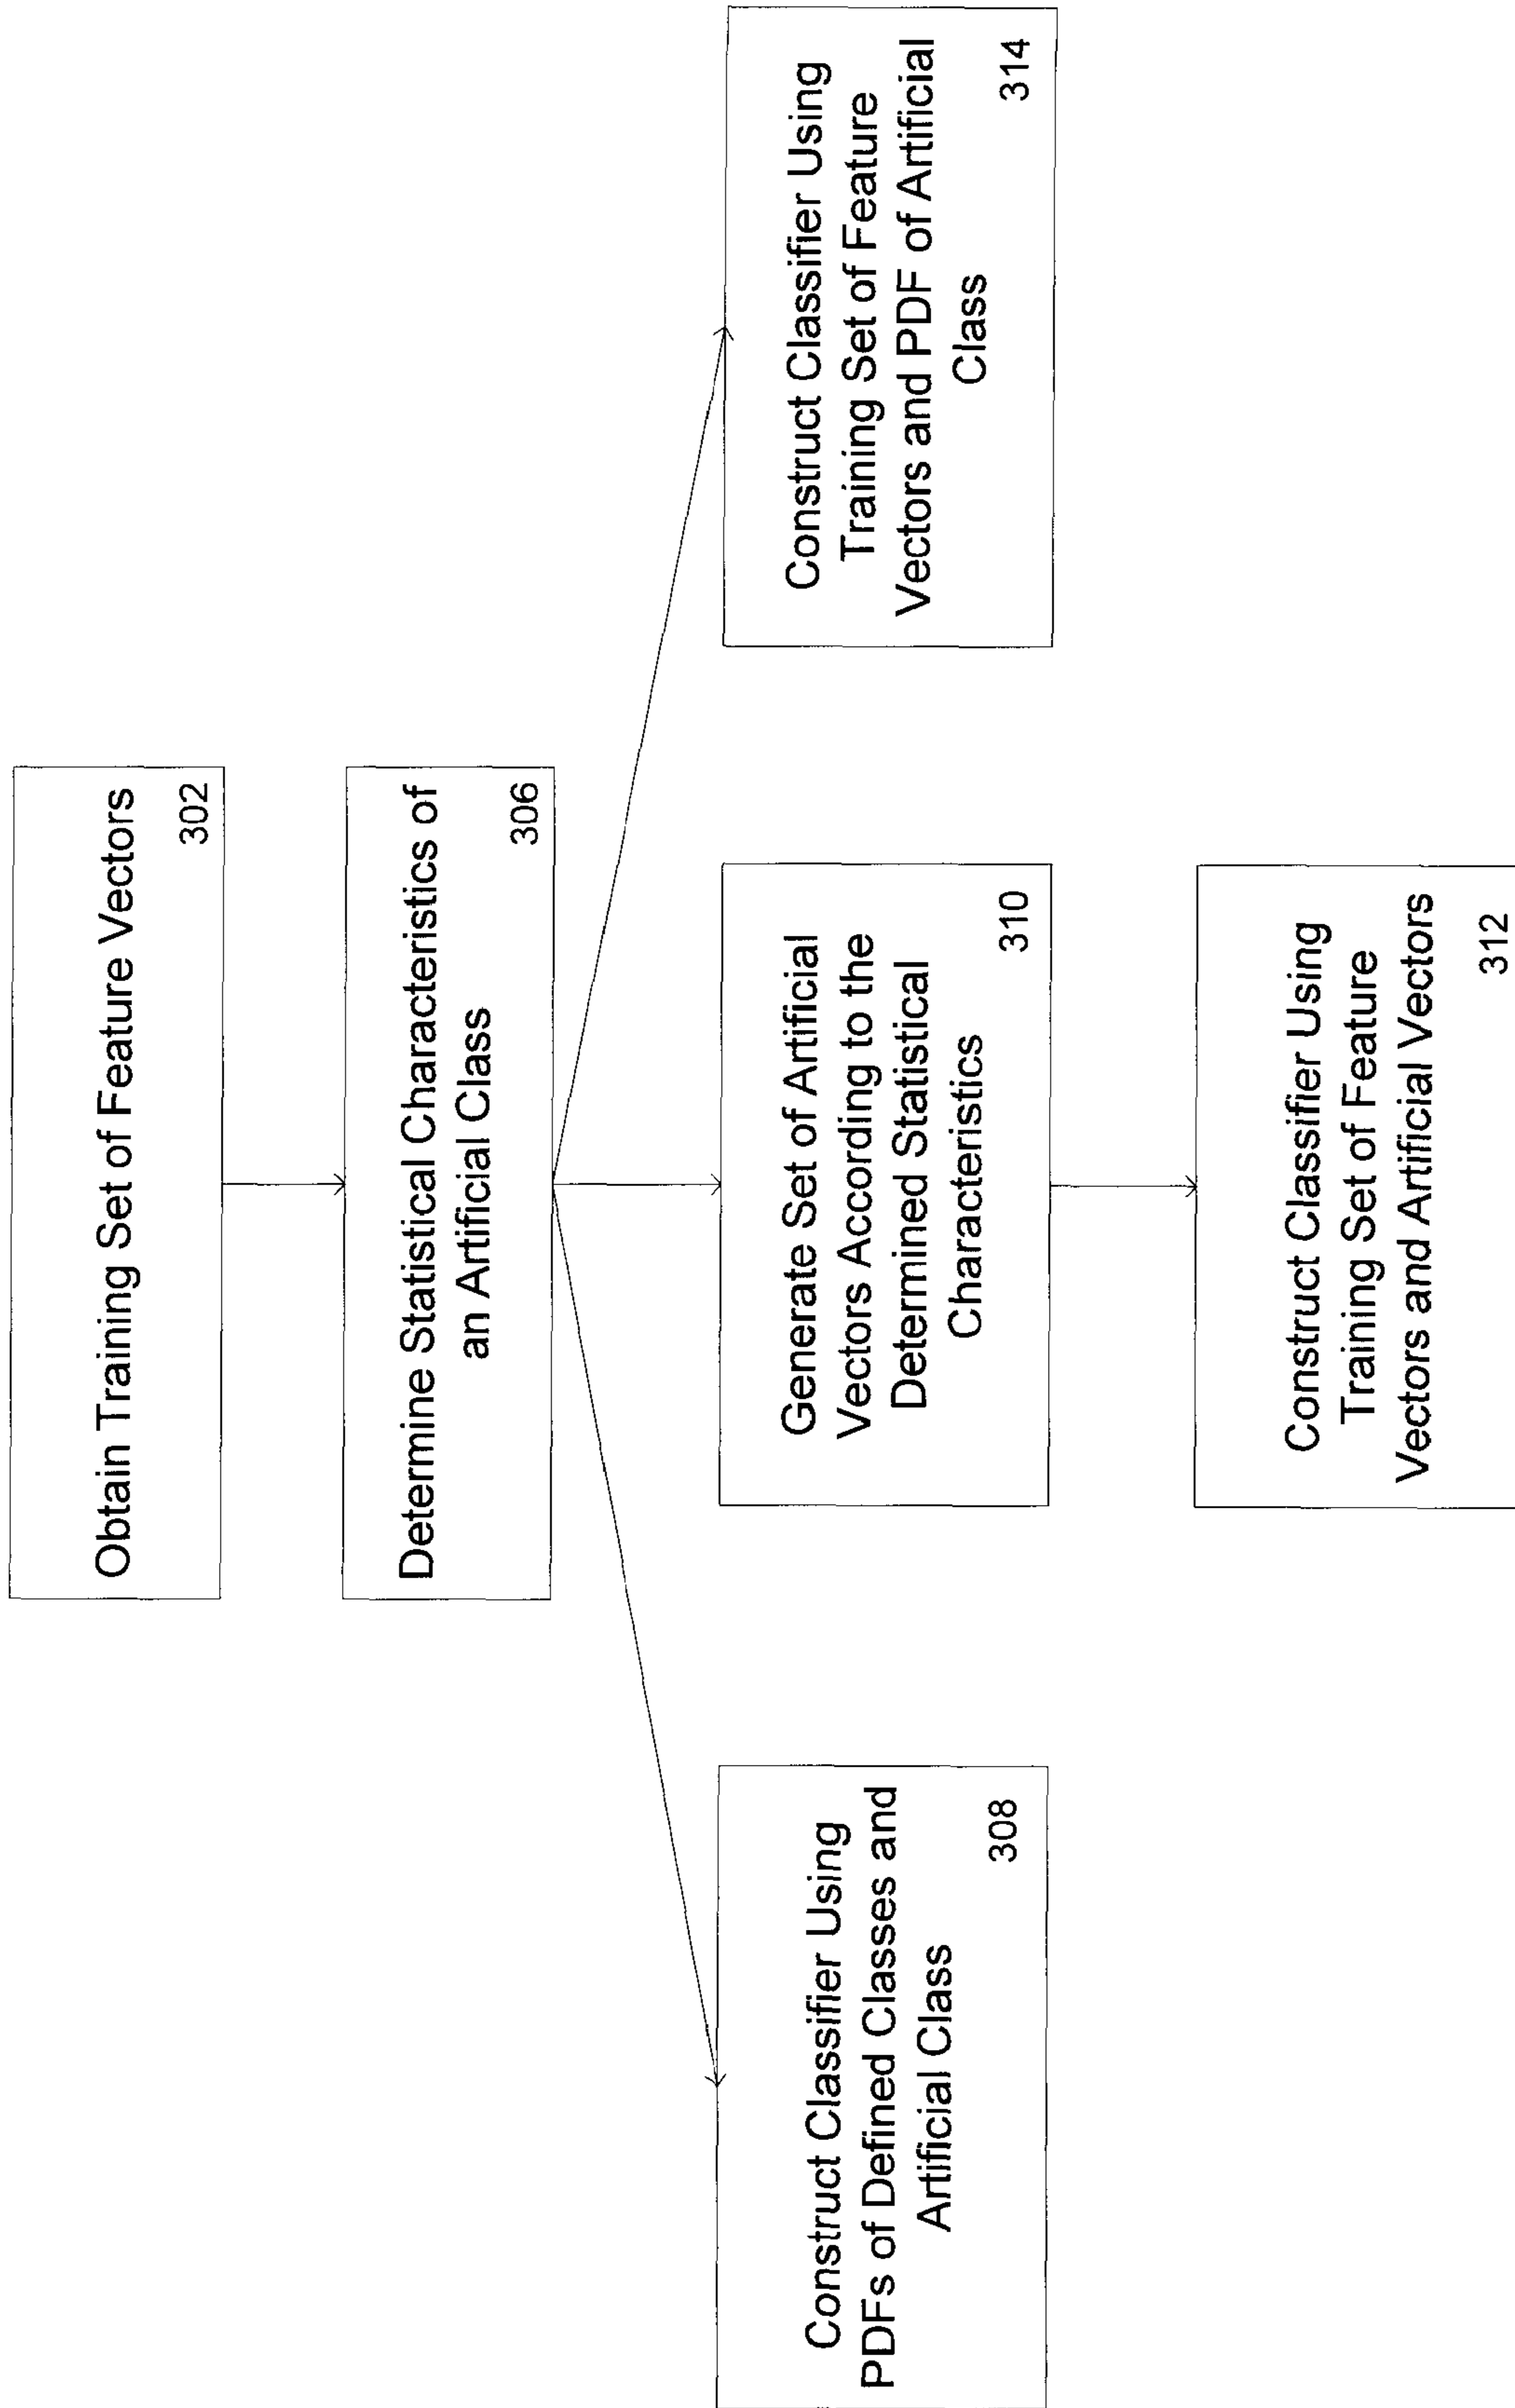 Obtain Training Set of Feature Vectors
302
Determine Statistical Characteristics of
an Artificial Class
306
Construct Classifier Using
PDFs of Defined Classes and
Artificial Class
308
Generate Set of Artificial
Vectors According to the
Determined Statistical
Characteristics
310
Construct Classifier Using
Training Set of Feature
Vectors and PDF of Artificial
Class
314
Construct Classifier Using
Training Set of Feature
Vectors and Artificial Vectors
312